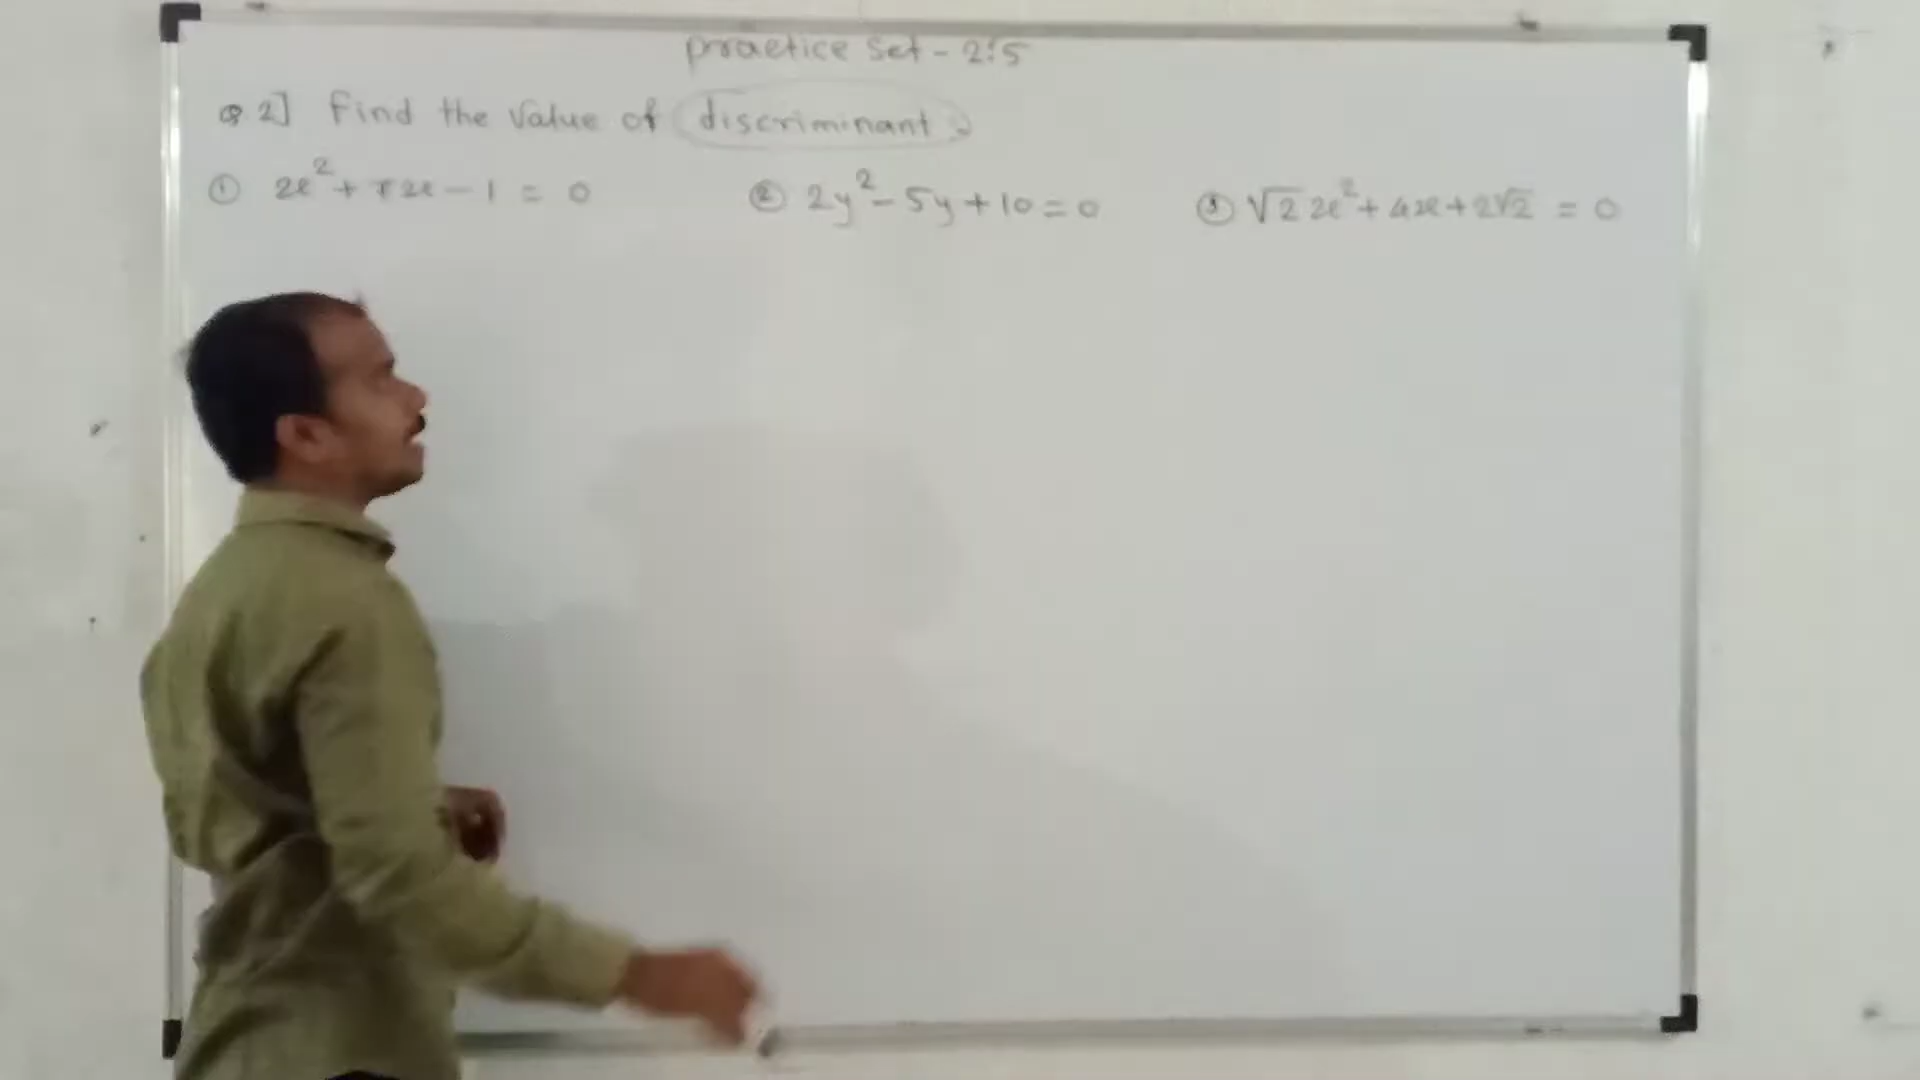 practice set - 2.5
Q.2] Find the value of discriminant.
① x² + 7x - 1 = 0 ② 2y² - 5y + 10 = 0 ③ √2x² + 4x + 2√2 = 0